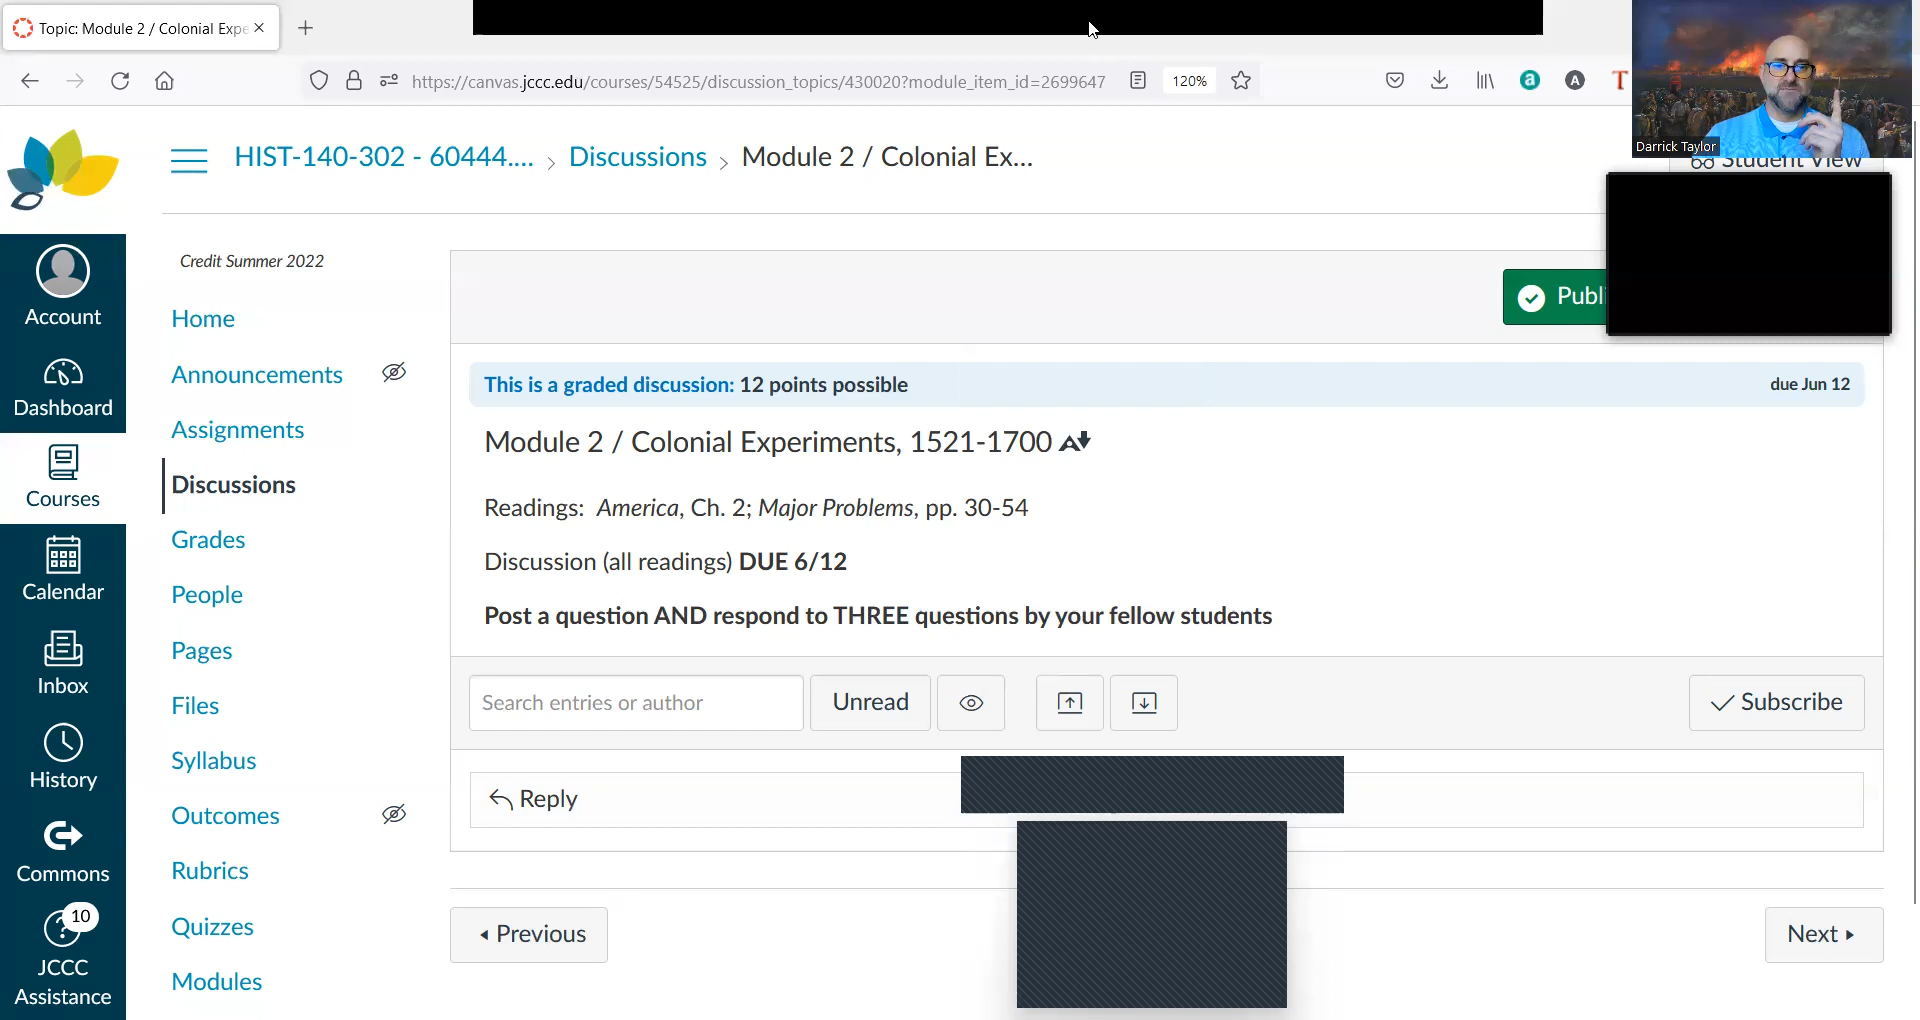 Topic: Module 2 / Colonial Expe
https://canvas.jccc.edu/courses/54525/discussion_topics/430020?module_item_id=2699647
120%
Darrick Taylor
HIST-140-302 - 60444.... > Discussions > Module 2 / Colonial Ex...
Student View
Account
Dashboard
Courses
Calendar
Inbox
History
Commons
10
JCCC
Assistance
Credit Summer 2022
Home
Announcements
Assignments
Discussions
Grades
People
Pages
Files
Syllabus
Outcomes
Rubrics
Quizzes
Modules
Publi
This is a graded discussion: 12 points possible
due Jun 12
Module 2 / Colonial Experiments, 1521-1700
Readings: America, Ch. 2; Major Problems, pp. 30-54
Discussion (all readings) DUE 6/12
Post a question AND respond to THREE questions by your fellow students
Search entries or author
Unread
Subscribe
Reply
Previous
Next